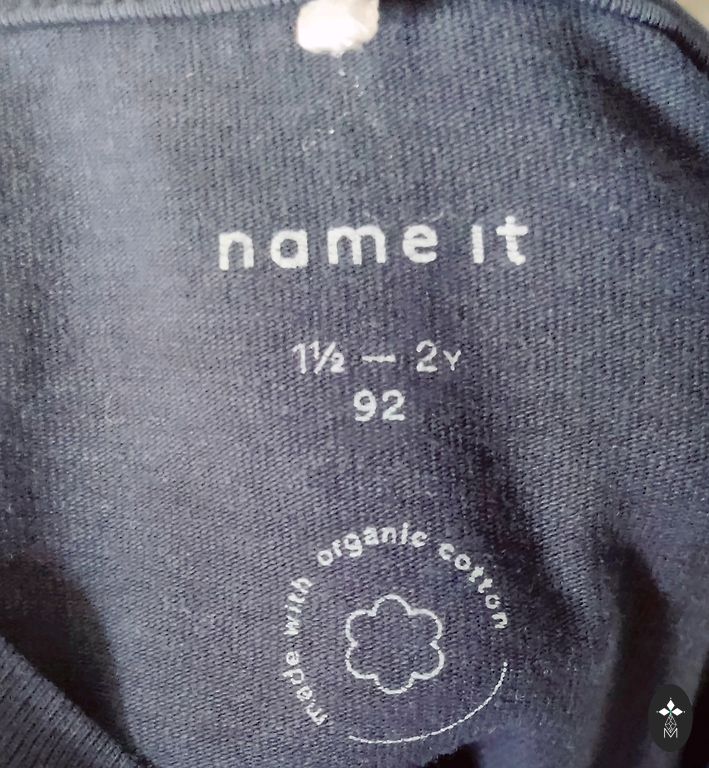 name it
1½ — 2Y
92
made with organic cotton
M